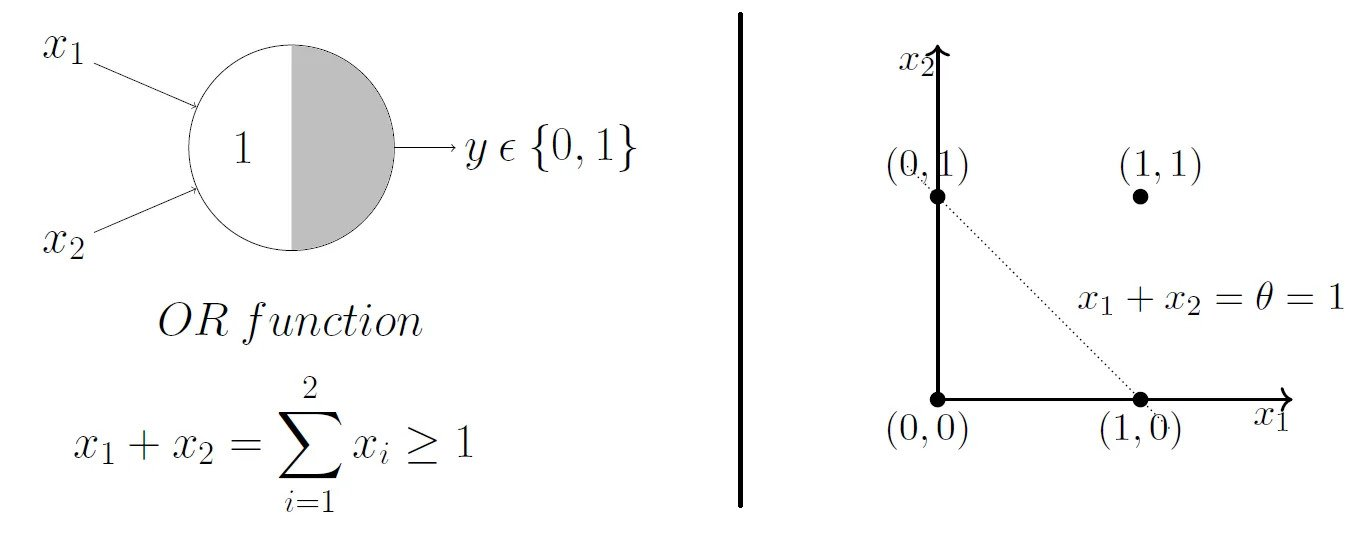 x₁
1
y ϵ {0, 1}
x₂
OR function
x₁ + x₂ = ∑_{i=1}^{2} xᵢ ≥ 1
x₂
(0, 1)
(1, 1)
x₁ + x₂ = θ = 1
(0, 0)
(1, 0)
x₁